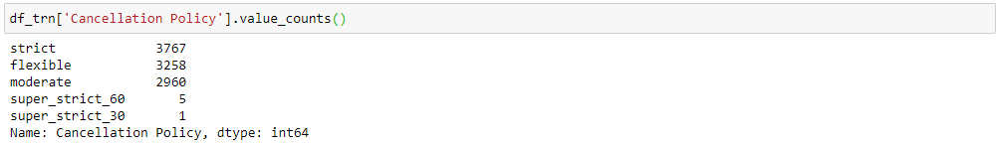 df_trn['Cancellation Policy'].value_counts()
strict             3767
flexible           3258
moderate           2960
super_strict_60       5
super_strict_30       1
Name: Cancellation Policy, dtype: int64